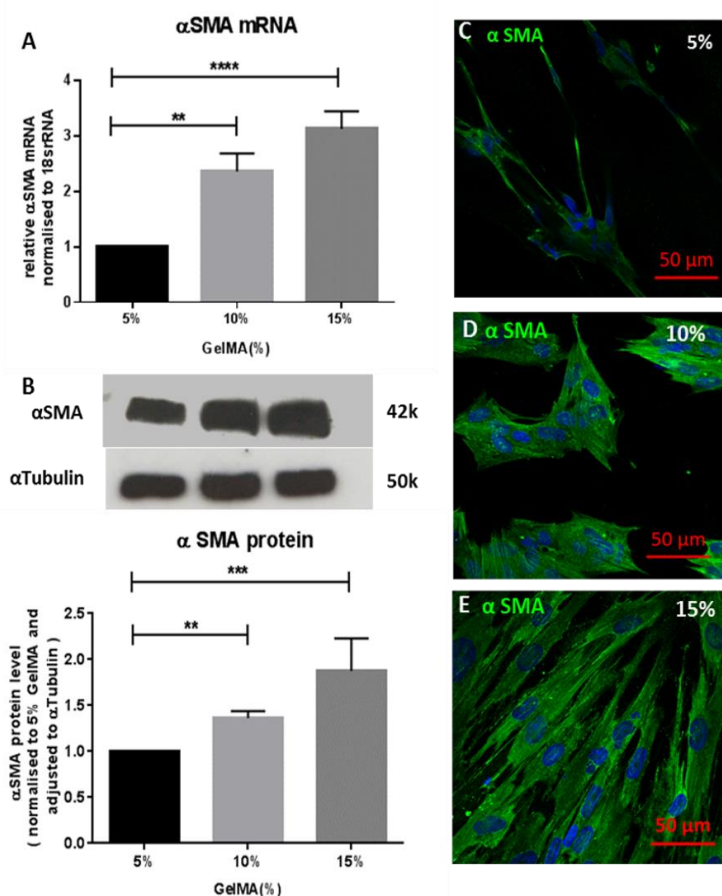 A
αSMA mRNA
relative αSMA mRNA
normalised to 18srRNA
4
3
2
1
0
****
**
5%
10%
15%
GelMA(%)
B
αSMA
42k
αTubulin
50k
α SMA protein
αSMA protein level
( normalised to 5% GelMA and
adjusted to αTubulin )
2.5
2.0
1.5
1.0
0.5
0.0
***
**
5%
10%
15%
GelMA(%)
C
α SMA
5%
50 μm
D
α SMA
10%
50 μm
E
α SMA
15%
50 μm